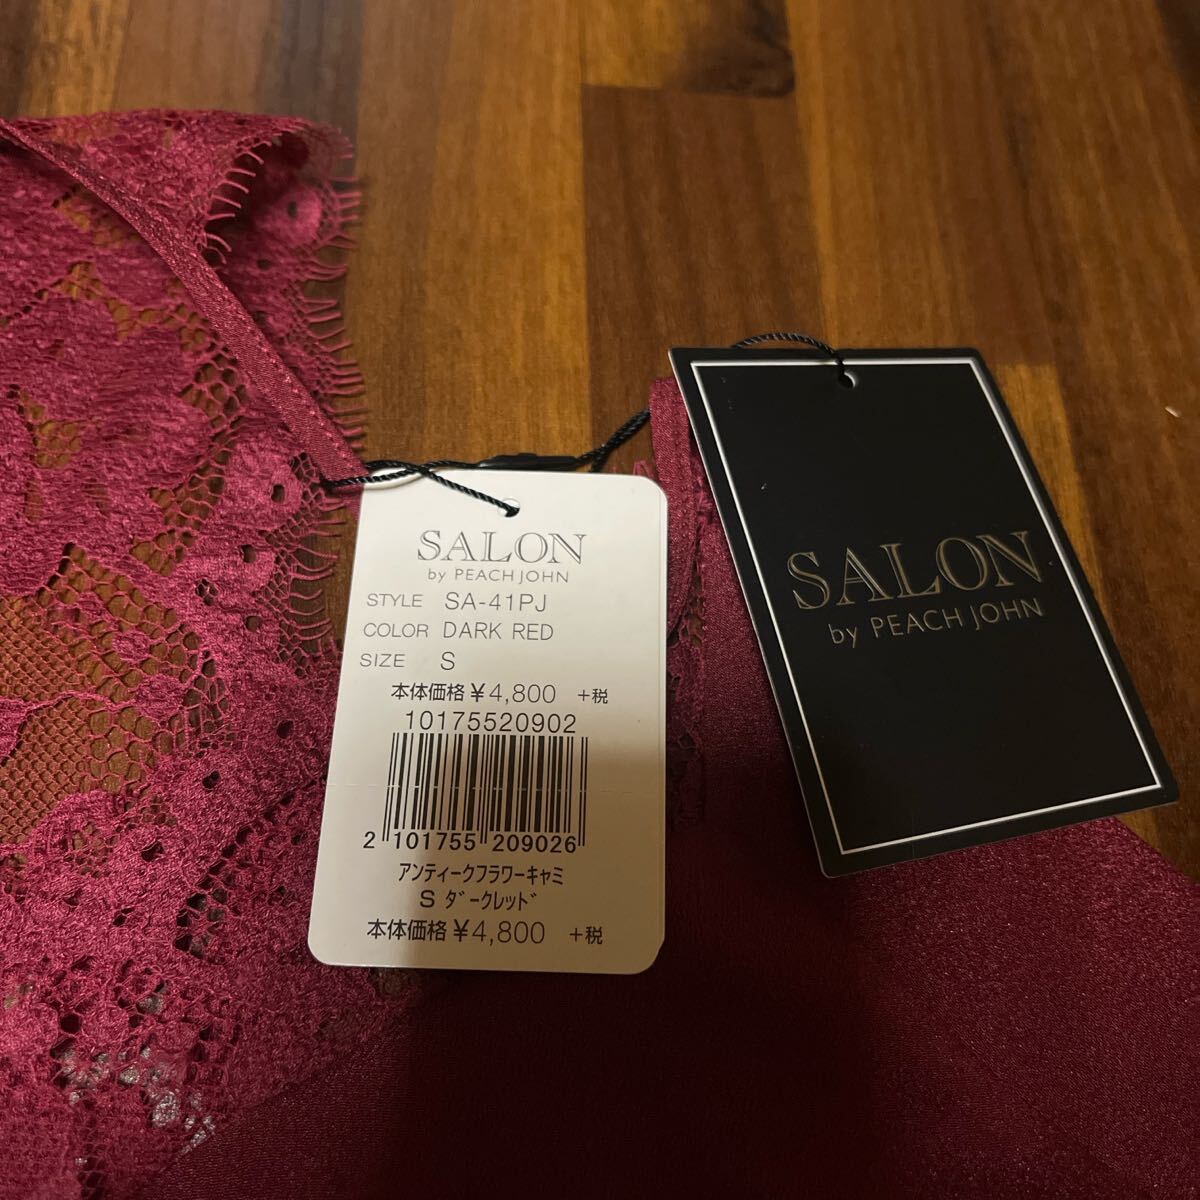 SALON
by PEACH JOHN
STYLE SA-41PJ
COLOR DARK RED
SIZE S
本体価格￥4,800 +税
10175520902
2 101755 209026
アンティークフラワーキャミ
S ダークレッド
本体価格￥4,800 +税
SALON
by PEACH JOHN